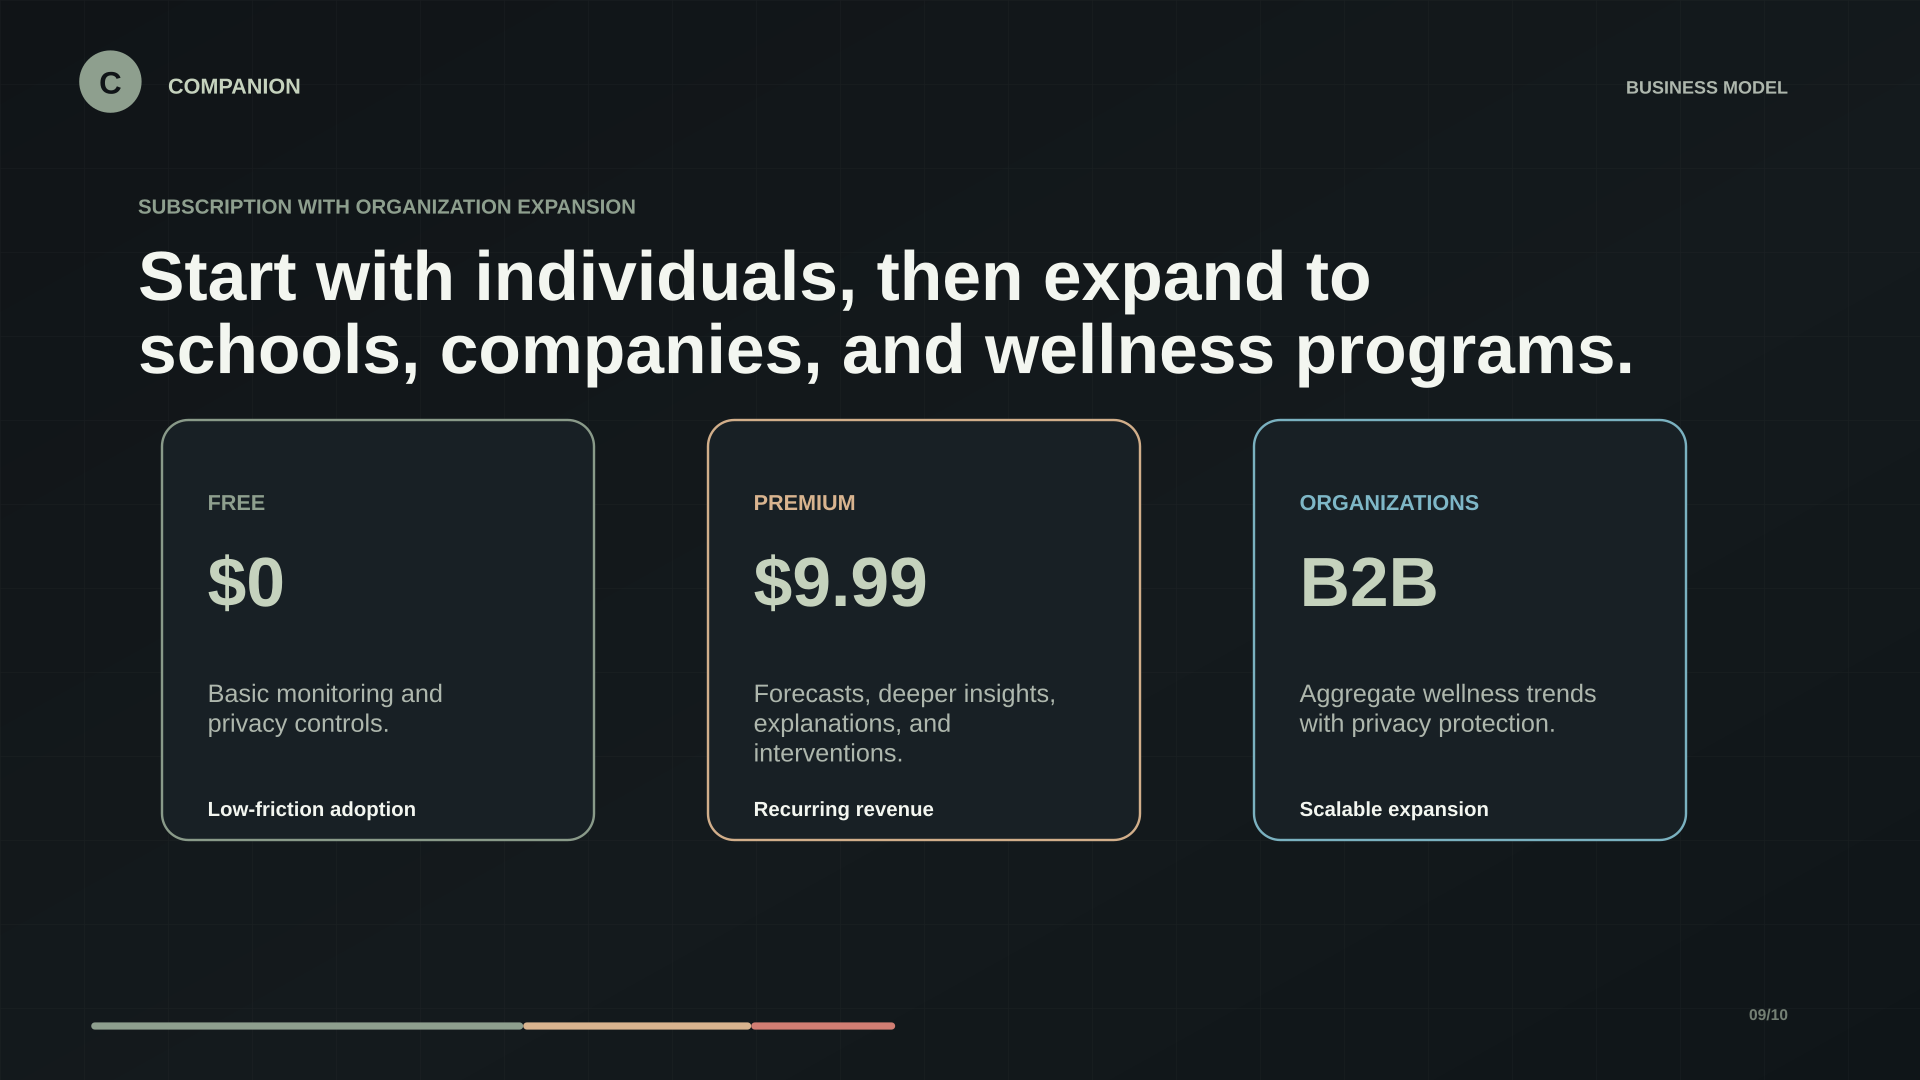 C
COMPANION
BUSINESS MODEL
SUBSCRIPTION WITH ORGANIZATION EXPANSION
Start with individuals, then expand to
schools, companies, and wellness programs.
FREE
$0
Basic monitoring and
privacy controls.
Low-friction adoption
PREMIUM
$9.99
Forecasts, deeper insights,
explanations, and
interventions.
Recurring revenue
ORGANIZATIONS
B2B
Aggregate wellness trends
with privacy protection.
Scalable expansion
09/10